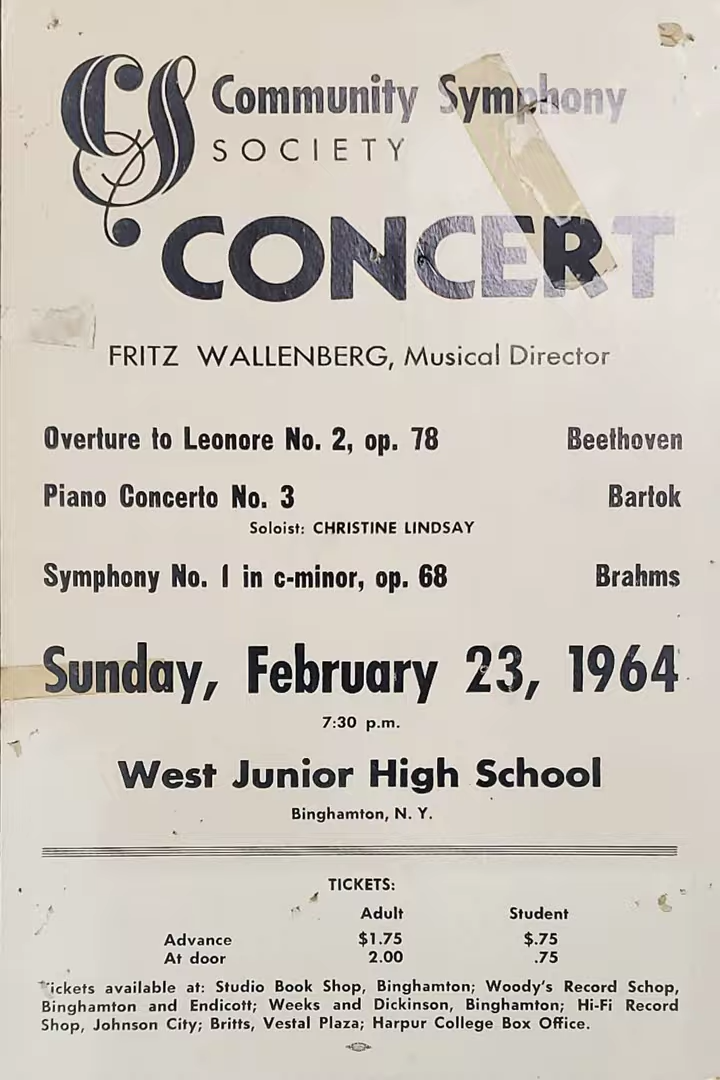 CS Community Symphony
SOCIETY
CONCERT
FRITZ WALLENBERG, Musical Director
Overture to Leonore No. 2, op. 78 Beethoven
Piano Concerto No. 3 Bartok
Soloist: CHRISTINE LINDSAY
Symphony No. 1 in c-minor, op. 68 Brahms
Sunday, February 23, 1964
7:30 p.m.
West Junior High School
Binghamton, N. Y.
TICKETS:
Adult Student
Advance $1.75 $.75
At door 2.00 .75
Tickets available at: Studio Book Shop, Binghamton; Woody's Record Schop,
Binghamton and Endicott; Weeks and Dickinson, Binghamton; Hi-Fi Record
Shop, Johnson City; Britts, Vestal Plaza; Harpur College Box Office.